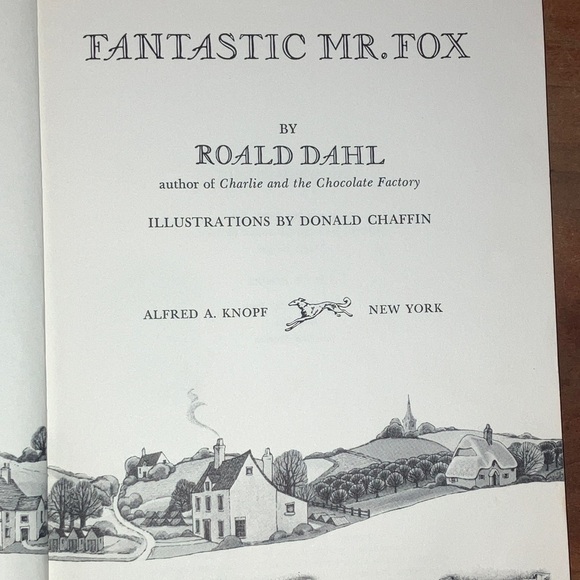 FANTASTIC MR. FOX
BY
ROALD DAHL
author of Charlie and the Chocolate Factory
ILLUSTRATIONS BY DONALD CHAFFIN
ALFRED A. KNOPF NEW YORK